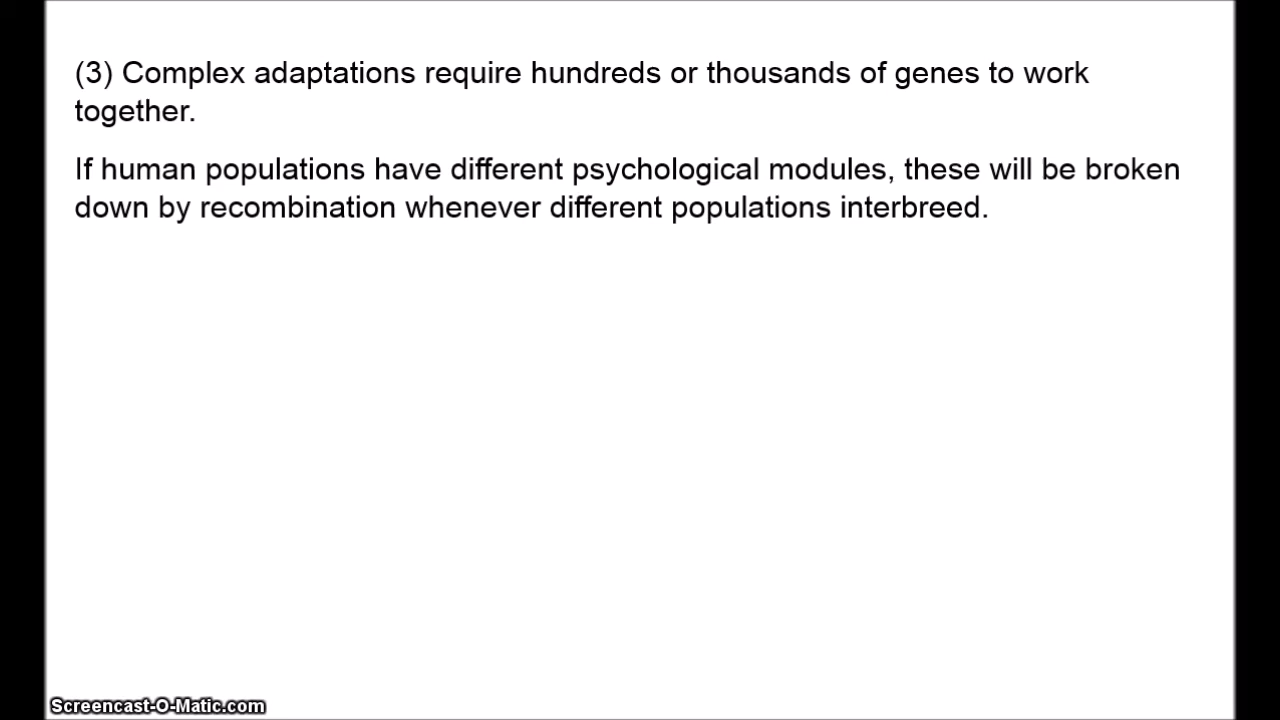 (3) Complex adaptations require hundreds or thousands of genes to work
together.
If human populations have different psychological modules, these will be broken
down by recombination whenever different populations interbreed.
Screencast-O-Matic.com